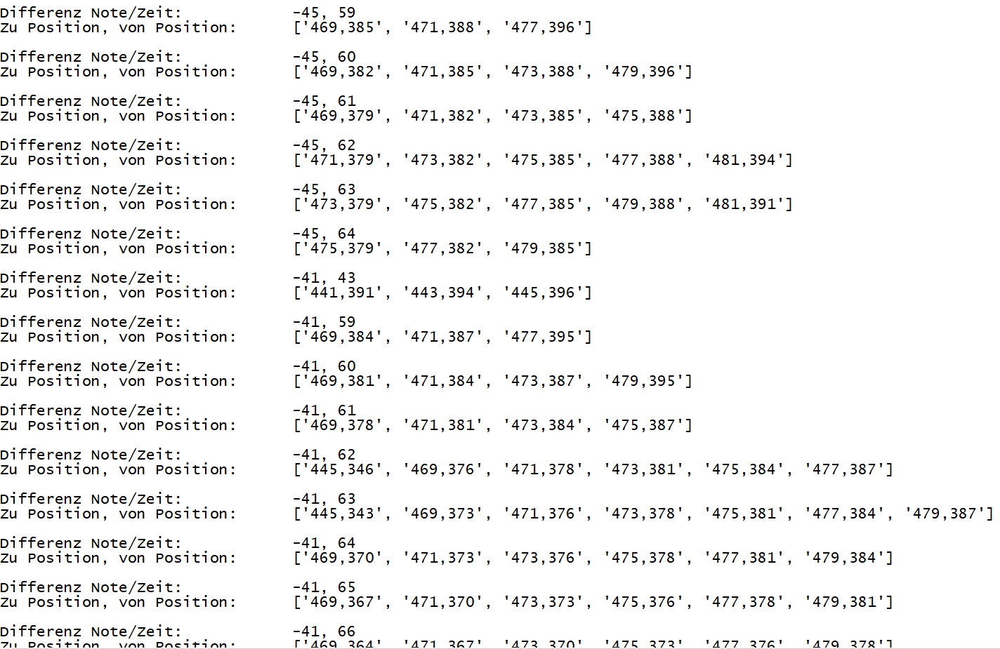 Differenz Note/Zeit: -45, 59
Zu Position, von Position: ['469,385', '471,388', '477,396']
Differenz Note/Zeit: -45, 60
Zu Position, von Position: ['469,382', '471,385', '473,388', '479,396']
Differenz Note/Zeit: -45, 61
Zu Position, von Position: ['469,379', '471,382', '473,385', '475,388']
Differenz Note/Zeit: -45, 62
Zu Position, von Position: ['471,379', '473,382', '475,385', '477,388', '481,394']
Differenz Note/Zeit: -45, 63
Zu Position, von Position: ['473,379', '475,382', '477,385', '479,388', '481,391']
Differenz Note/Zeit: -45, 64
Zu Position, von Position: ['475,379', '477,382', '479,385']
Differenz Note/Zeit: -41, 43
Zu Position, von Position: ['441,391', '443,394', '445,396']
Differenz Note/Zeit: -41, 59
Zu Position, von Position: ['469,384', '471,387', '477,395']
Differenz Note/Zeit: -41, 60
Zu Position, von Position: ['469,381', '471,384', '473,387', '479,395']
Differenz Note/Zeit: -41, 61
Zu Position, von Position: ['469,378', '471,381', '473,384', '475,387']
Differenz Note/Zeit: -41, 62
Zu Position, von Position: ['445,346', '469,376', '471,378', '473,381', '475,384', '477,387']
Differenz Note/Zeit: -41, 63
Zu Position, von Position: ['445,343', '469,373', '471,376', '473,378', '475,381', '477,384', '479,387']
Differenz Note/Zeit: -41, 64
Zu Position, von Position: ['469,370', '471,373', '473,376', '475,378', '477,381', '479,384']
Differenz Note/Zeit: -41, 65
Zu Position, von Position: ['469,367', '471,370', '473,373', '475,376', '477,378', '479,381']
Differenz Note/Zeit: -41, 66
Zu Position, von Position: ['469,364', '471,367', '473,370', '475,373', '477,376', '479,378']